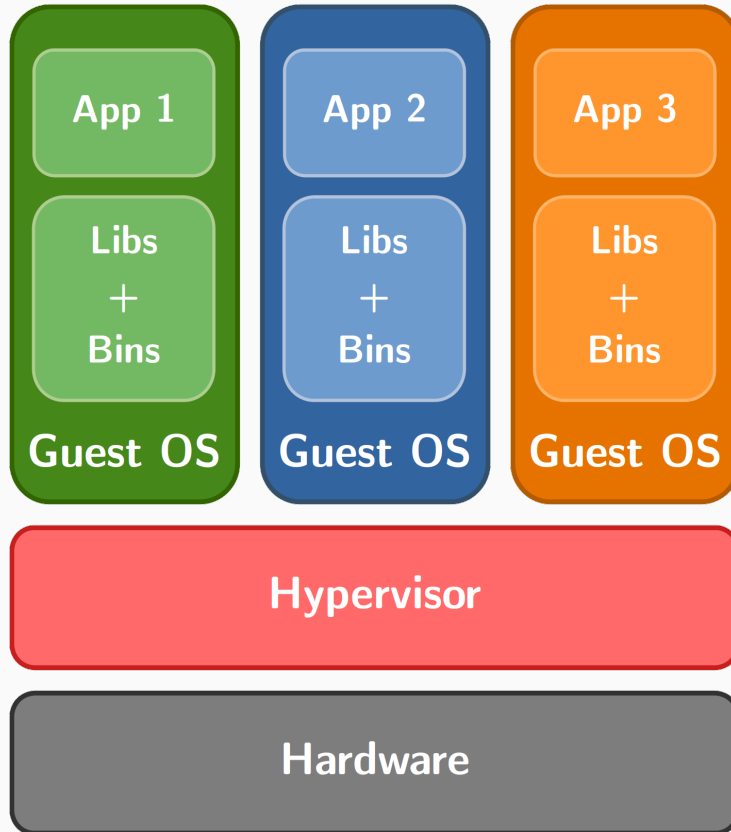 App 1
App 2
App 3
Libs
+
Bins
Libs
+
Bins
Libs
+
Bins
Guest OS
Guest OS
Guest OS
Hypervisor
Hardware